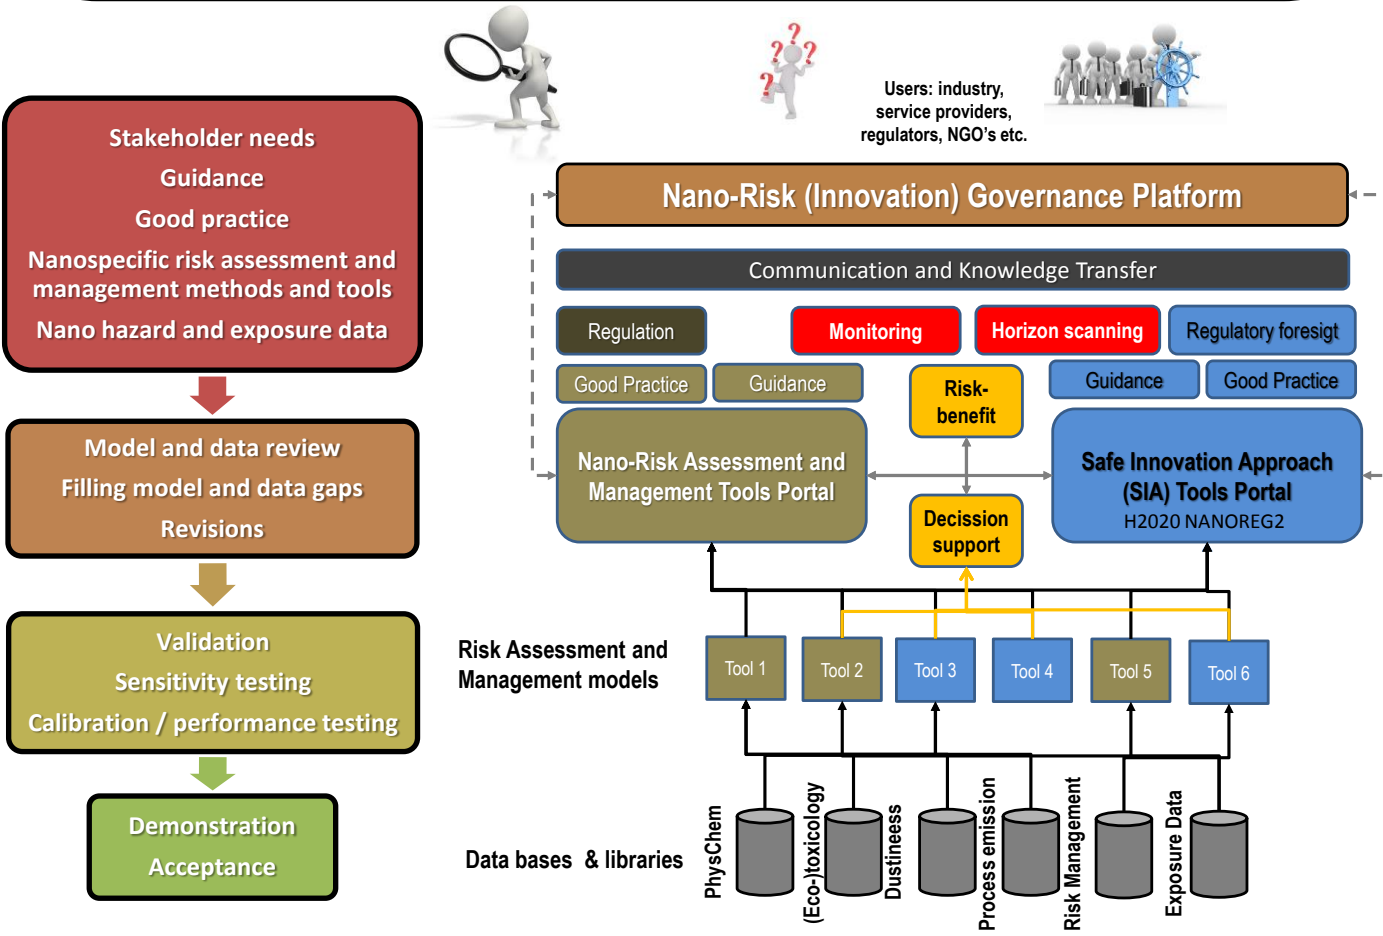 Stakeholder needs
Guidance
Good practice
Nanospecific risk assessment and
management methods and tools
Nano hazard and exposure data
Model and data review
Filling model and data gaps
Revisions
Validation
Sensitivity testing
Calibration / performance testing
Demonstration
Acceptance
? ? ? ?
Users: industry,
service providers,
regulators, NGO's etc.
Nano-Risk (Innovation) Governance Platform
Communication and Knowledge Transfer
Regulation
Monitoring
Horizon scanning
Regulatory foresigt
Good Practice
Guidance
Risk-
benefit
Guidance
Good Practice
Nano-Risk Assessment and
Management Tools Portal
Decission
support
Safe Innovation Approach
(SIA) Tools Portal
H2020 NANOREG2
Risk Assessment and
Management models
Tool 1
Tool 2
Tool 3
Tool 4
Tool 5
Tool 6
Data bases & libraries
PhysChem
(Eco-)toxicology
Dustineess
Process emission
Risk Management
Exposure Data